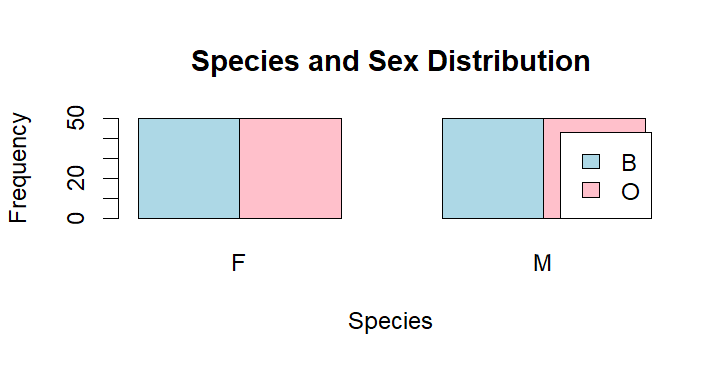 Species and Sex Distribution
Frequency
50
20
0
B
O
F
M
Species